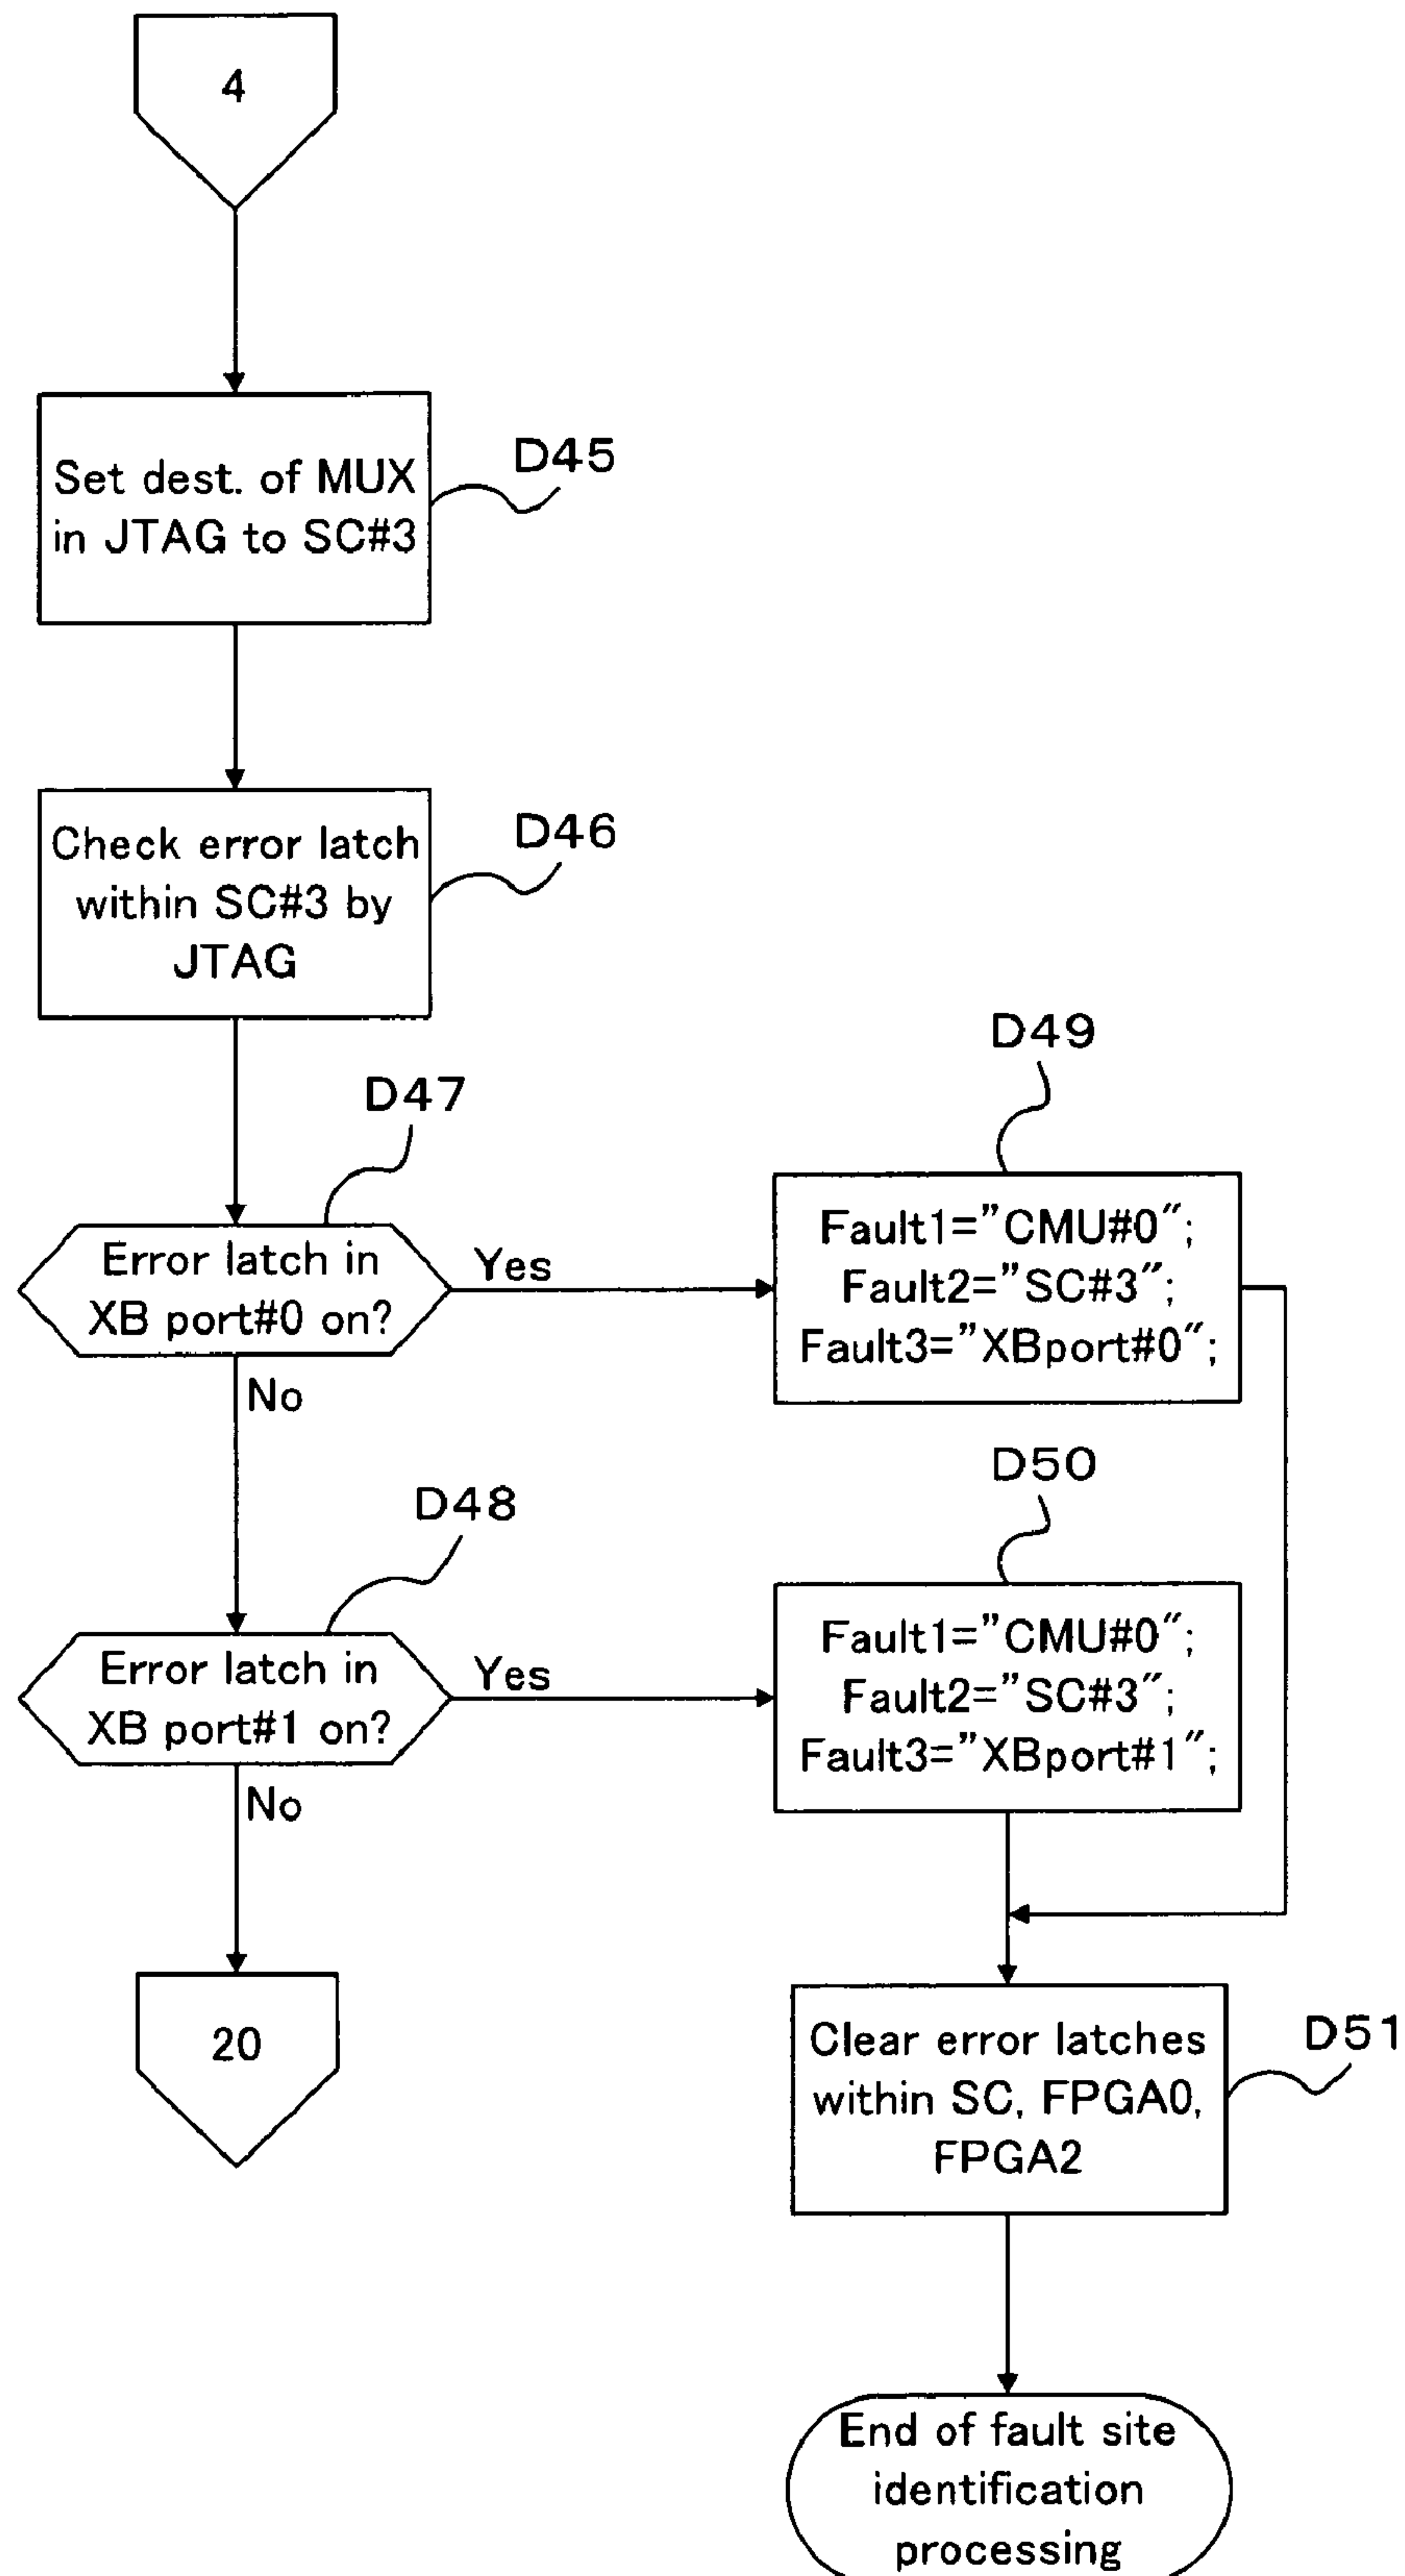 4
Set dest. of MUX
in JTAG to SC#3
D45
Check error latch
within SC#3 by
JTAG
D46
D47
Error latch in
XB port#0 on?
Yes
No
D49
Fault1="CMU#0";
Fault2="SC#3";
Fault3="XBport#0";
D48
Error latch in
XB port#1 on?
Yes
No
D50
Fault1="CMU#0";
Fault2="SC#3";
Fault3="XBport#1";
20
Clear error latches
within SC, FPGA0,
FPGA2
D51
End of fault site
identification
processing